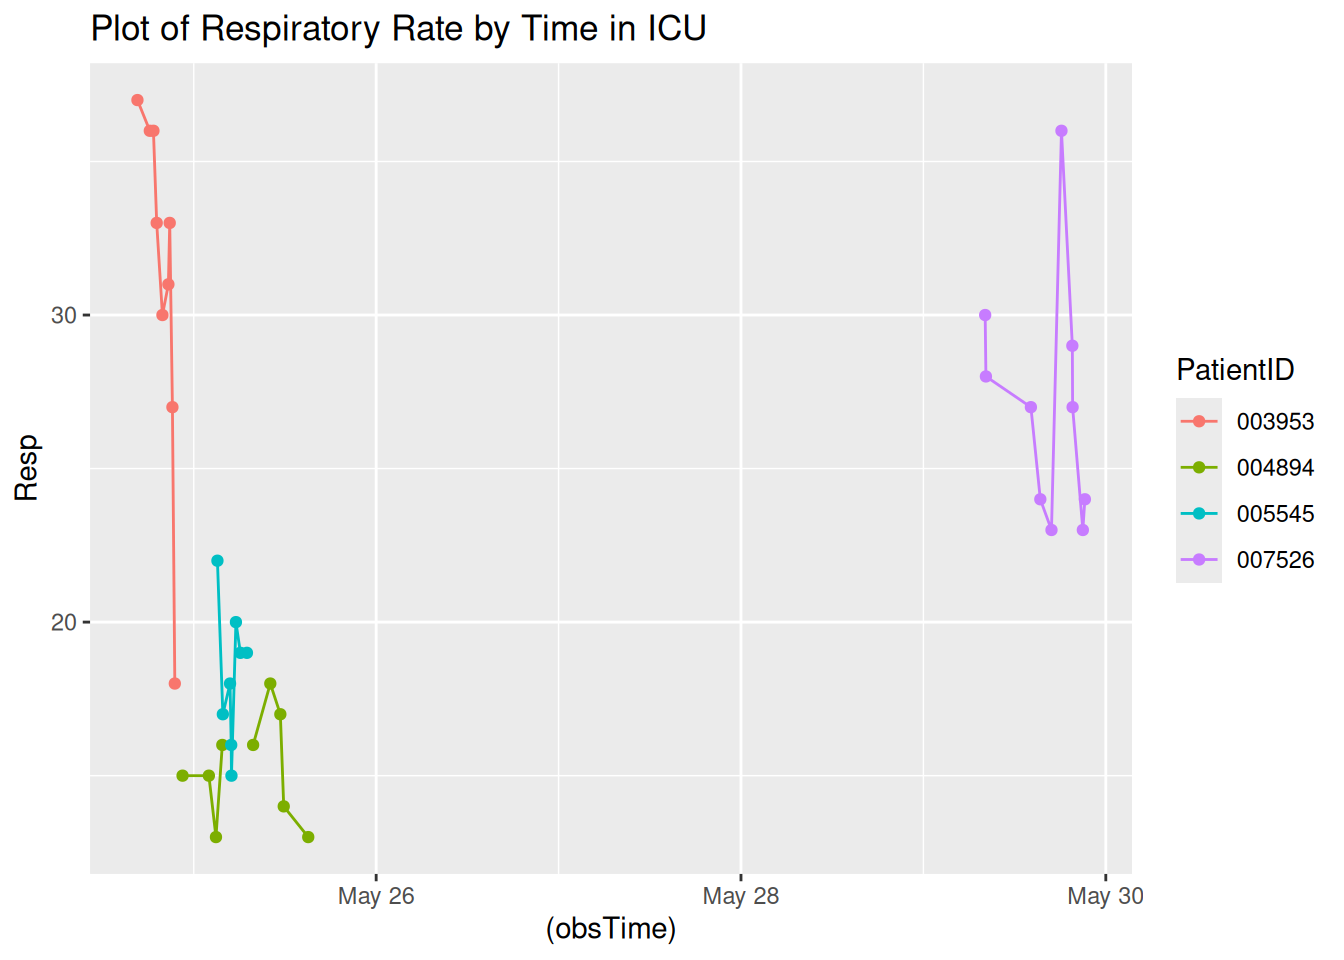 Plot of Respiratory Rate by Time in ICU
Resp
30
20
May 26
May 28
May 30
(obsTime)
PatientID
003953
004894
005545
007526